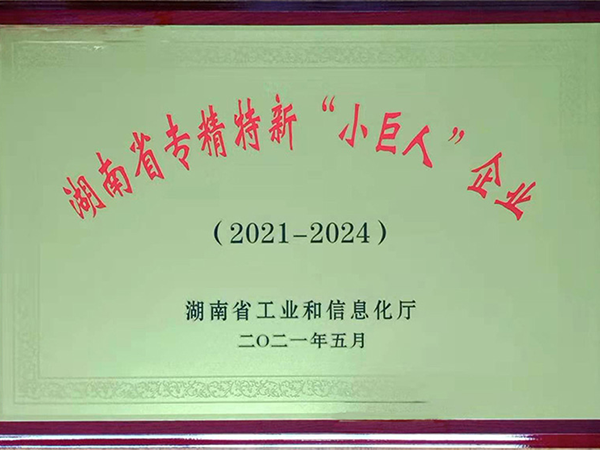 湖南省专精特新“小巨人”企业
（2021-2024）
湖南省工业和信息化厅
二〇二一年五月